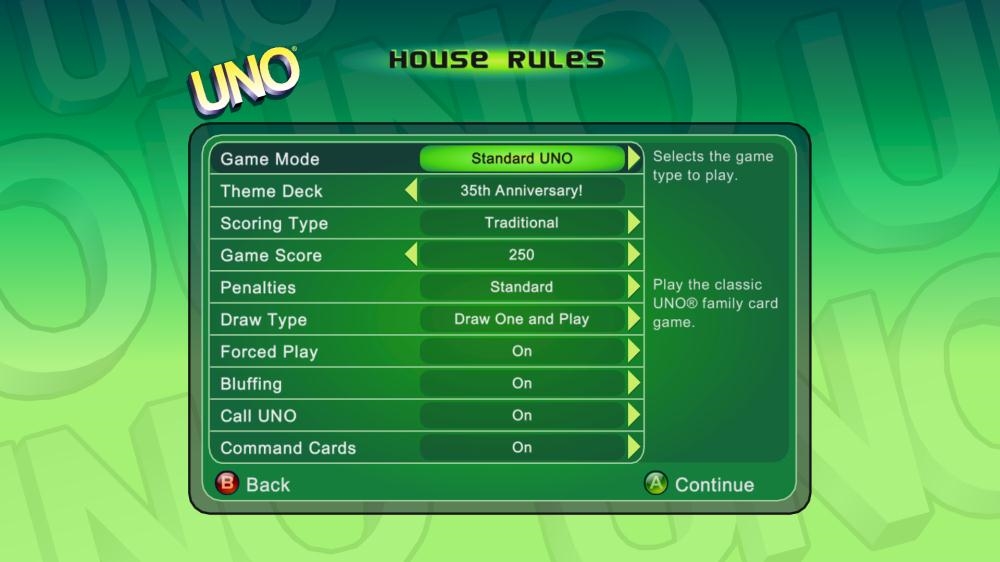 HOUSE RULES
UNO®
Game Mode Standard UNO
Selects the game
type to play.
Theme Deck 35th Anniversary!
Scoring Type Traditional
Game Score 250
Penalties Standard
Play the classic
UNO® family card
game.
Draw Type Draw One and Play
Forced Play On
Bluffing On
Call UNO On
Command Cards On
B Back
A Continue